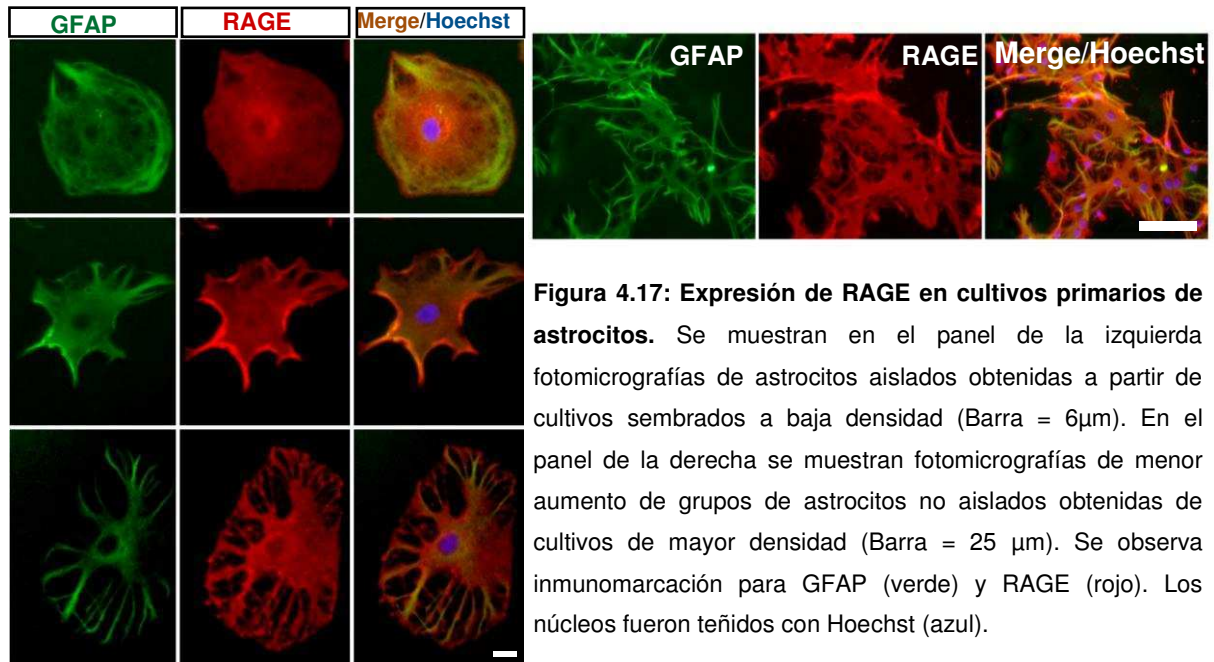 GFAP RAGE Merge/Hoechst
GFAP RAGE Merge/Hoechst
Figura 4.17: Expresión de RAGE en cultivos primarios de
astrocitos. Se muestran en el panel de la izquierda
fotomicrografías de astrocitos aislados obtenidas a partir de
cultivos sembrados a baja densidad (Barra = 6µm). En el
panel de la derecha se muestran fotomicrografías de menor
aumento de grupos de astrocitos no aislados obtenidas de
cultivos de mayor densidad (Barra = 25 µm). Se observa
inmunomarcación para GFAP (verde) y RAGE (rojo). Los
núcleos fueron teñidos con Hoechst (azul).